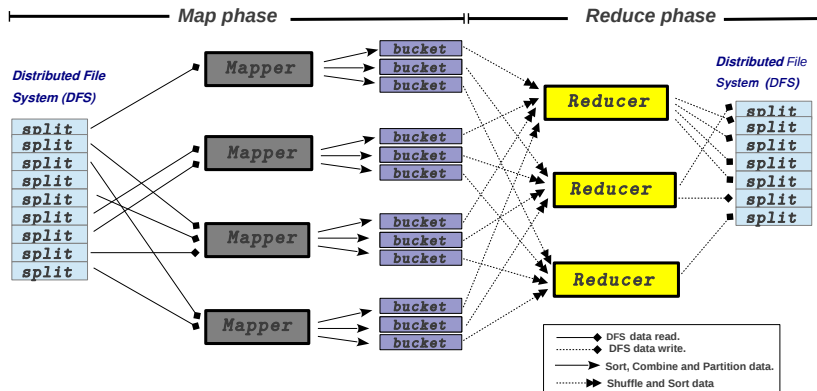 Map phase
Reduce phase
Distributed File
System (DFS)
split
split
split
split
split
split
split
split
split
Mapper
Mapper
Mapper
Mapper
bucket
bucket
bucket
bucket
bucket
bucket
bucket
bucket
bucket
bucket
bucket
bucket
Reducer
Reducer
Reducer
Distributed File
System (DFS)
split
split
split
split
split
split
split
DFS data read.
DFS data write.
Sort, Combine and Partition data.
Shuffle and Sort data